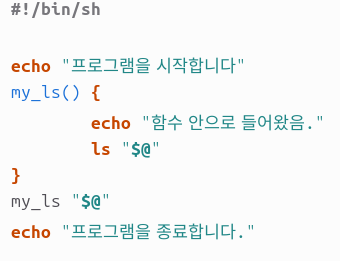 #!/bin/sh
echo "프로그램을 시작합니다"
my_ls() {
echo "함수 안으로 들어왔음."
ls "$@"
}
my_ls "$@"
echo "프로그램을 종료합니다."